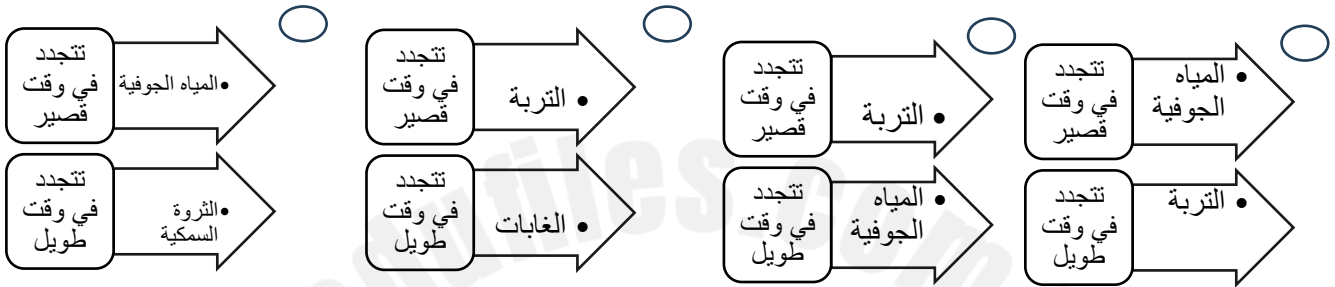 تتجدد
في وقت
قصير
• المياه
الجوفية
تتجدد
في وقت
طويل
• التربة
تتجدد
في وقت
قصير
• التربة
تتجدد
في وقت
طويل
• المياه
الجوفية
تتجدد
في وقت
قصير
• التربة
تتجدد
في وقت
طويل
• الغابات
تتجدد
في وقت
قصير
• المياه الجوفية
تتجدد
في وقت
طويل
• الثروة
السمكية